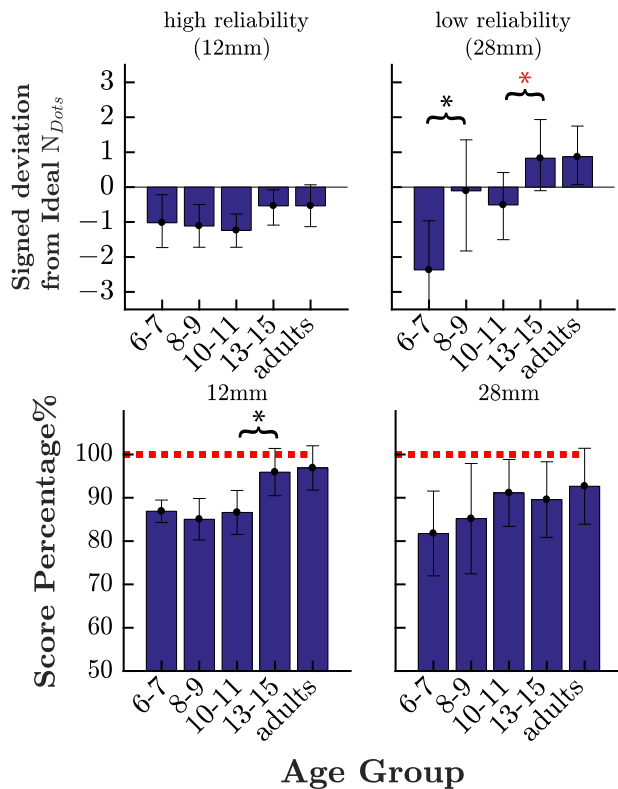 high reliability
(12mm)
low reliability
(28mm)
Signed deviation
from Ideal N_Dots
3
2
1
0
−1
−2
−3
*
*
6-7
8-9
10-11
13-15
adults
6-7
8-9
10-11
13-15
adults
12mm
28mm
Score Percentage%
100
90
80
70
60
50
*
6-7
8-9
10-11
13-15
adults
6-7
8-9
10-11
13-15
adults
Age Group